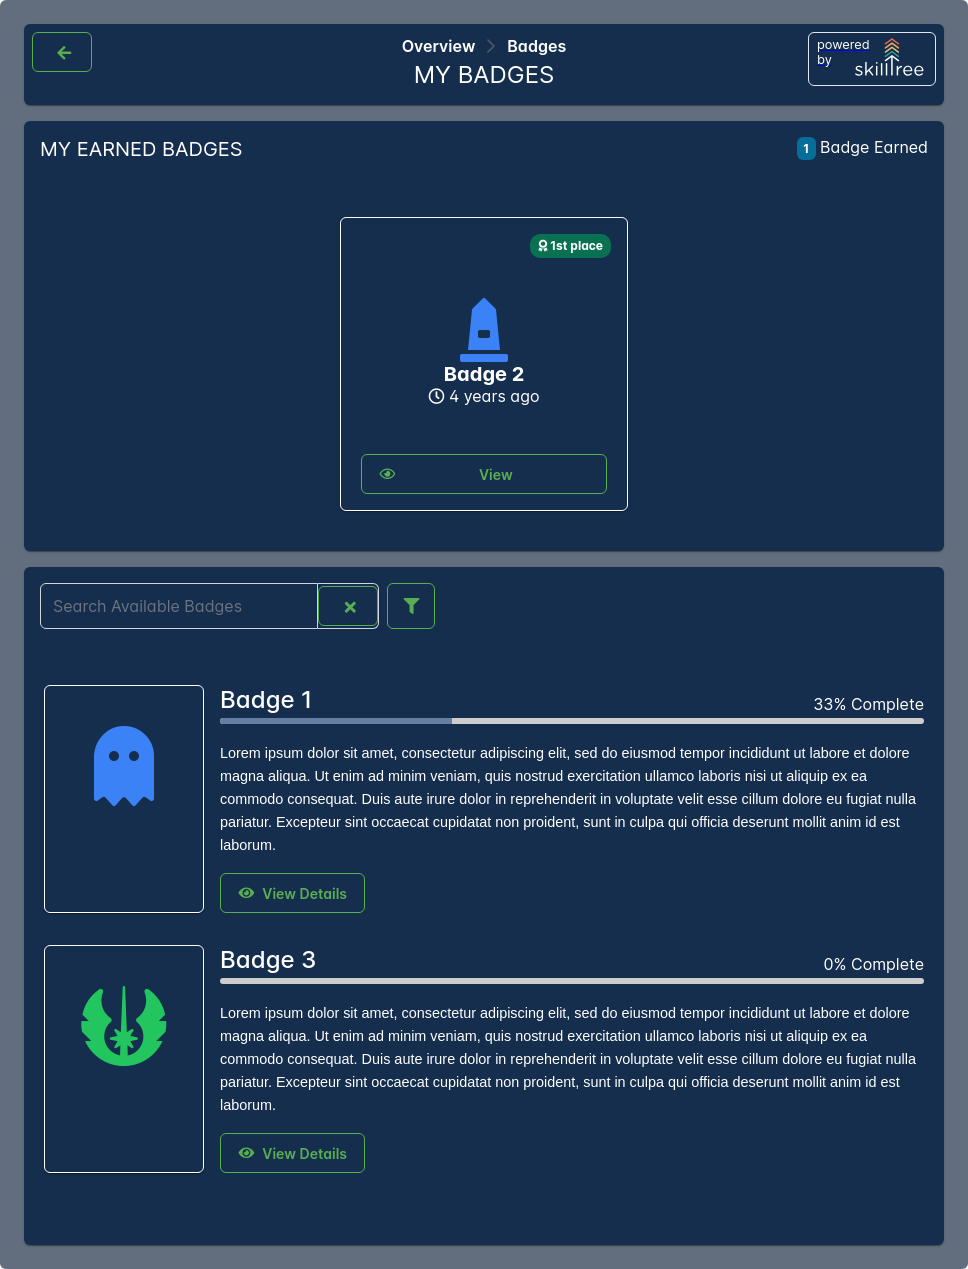 Overview > Badges
MY BADGES
powered
by
skilltree
MY EARNED BADGES
1 Badge Earned
1st place
Badge 2
4 years ago
View
Search Available Badges
Badge 1
33% Complete
Lorem ipsum dolor sit amet, consectetur adipiscing elit, sed do eiusmod tempor incididunt ut labore et dolore
magna aliqua. Ut enim ad minim veniam, quis nostrud exercitation ullamco laboris nisi ut aliquip ex ea
commodo consequat. Duis aute irure dolor in reprehenderit in voluptate velit esse cillum dolore eu fugiat nulla
pariatur. Excepteur sint occaecat cupidatat non proident, sunt in culpa qui officia deserunt mollit anim id est
laborum.
View Details
Badge 3
0% Complete
Lorem ipsum dolor sit amet, consectetur adipiscing elit, sed do eiusmod tempor incididunt ut labore et dolore
magna aliqua. Ut enim ad minim veniam, quis nostrud exercitation ullamco laboris nisi ut aliquip ex ea
commodo consequat. Duis aute irure dolor in reprehenderit in voluptate velit esse cillum dolore eu fugiat nulla
pariatur. Excepteur sint occaecat cupidatat non proident, sunt in culpa qui officia deserunt mollit anim id est
laborum.
View Details